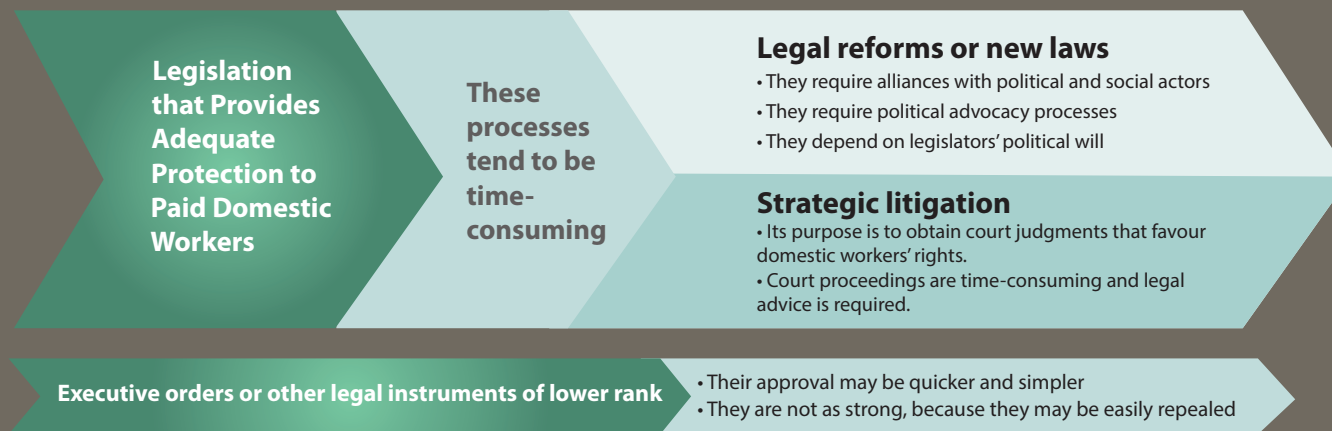 Legislation
that Provides
Adequate
Protection to
Paid Domestic
Workers
These
processes
tend to be
time-
consuming
Legal reforms or new laws
• They require alliances with political and social actors
• They require political advocacy processes
• They depend on legislators’ political will
Strategic litigation
• Its purpose is to obtain court judgments that favour
domestic workers’ rights.
• Court proceedings are time-consuming and legal
advice is required.
Executive orders or other legal instruments of lower rank
• Their approval may be quicker and simpler
• They are not as strong, because they may be easily repealed